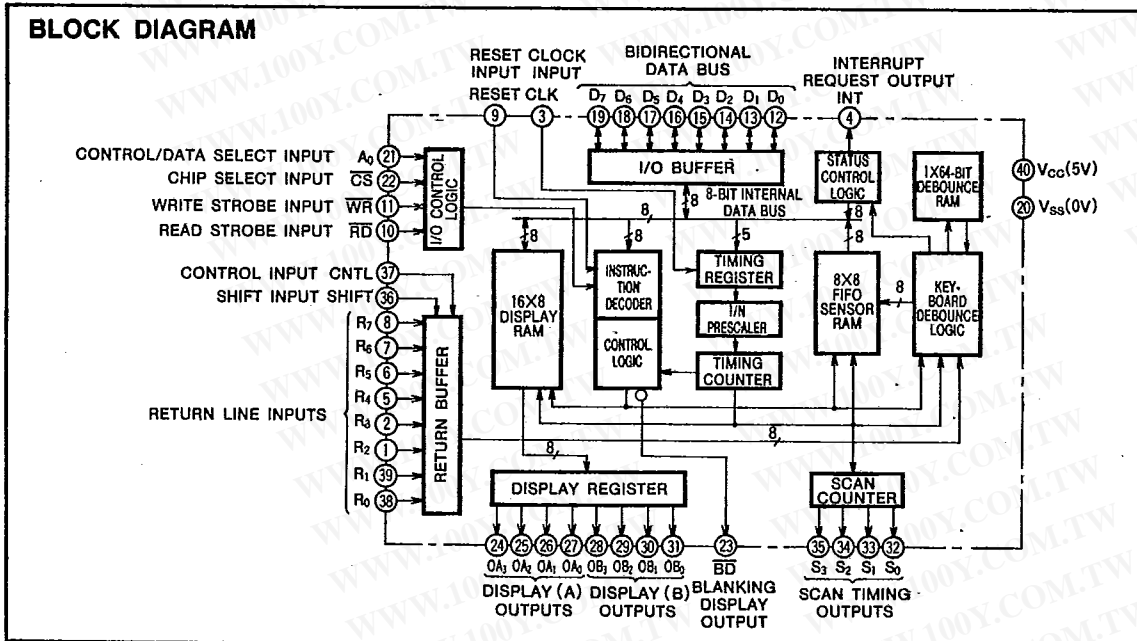 BLOCK DIAGRAM
RESET CLOCK
INPUT INPUT
RESET CLK
9
3
BIDIRECTIONAL
DATA BUS
D7 D6 D5 D4 D3 D2 D1 D0
19 18 17 16 15 14 13 12
INTERRUPT
REQUEST OUTPUT
INT
4
CONTROL/DATA SELECT INPUT A0 21
CHIP SELECT INPUT CS 22
WRITE STROBE INPUT WR 11
READ STROBE INPUT RD 10
I/O CONTROL
LOGIC
I/O BUFFER
STATUS
CONTROL
LOGIC
1X64-BIT
DEBOUNCE
RAM
40 VCC(5V)
20 VSS(0V)
8
8-BIT INTERNAL
DATA BUS
8
8
8
8
5
8
CONTROL INPUT CNTL 37
SHIFT INPUT SHIFT 36
RETURN LINE INPUTS
R7 8
R6 7
R5 6
R4 5
R3 2
R2 1
R1 39
R0 38
RETURN BUFFER
16X8
DISPLAY
RAM
INSTRUC-
TION
DECODER
CONTROL
LOGIC
TIMING
REGISTER
1/N
PRESCALER
TIMING
COUNTER
8X8
FIFO
SENSOR
RAM
8
KEY-
BOARD
DEBOUNCE
LOGIC
8
8
DISPLAY REGISTER
SCAN
COUNTER
24 25 26 27 28 29 30 31
23
35 34 33 32
OA3 OA2 OA1 OA0 OB3 OB2 OB1 OB0
BD
S3 S2 S1 S0
DISPLAY (A)
OUTPUTS
DISPLAY (B)
OUTPUTS
BLANKING
DISPLAY
OUTPUT
SCAN TIMING
OUTPUTS
WWW.100Y.COM.TW